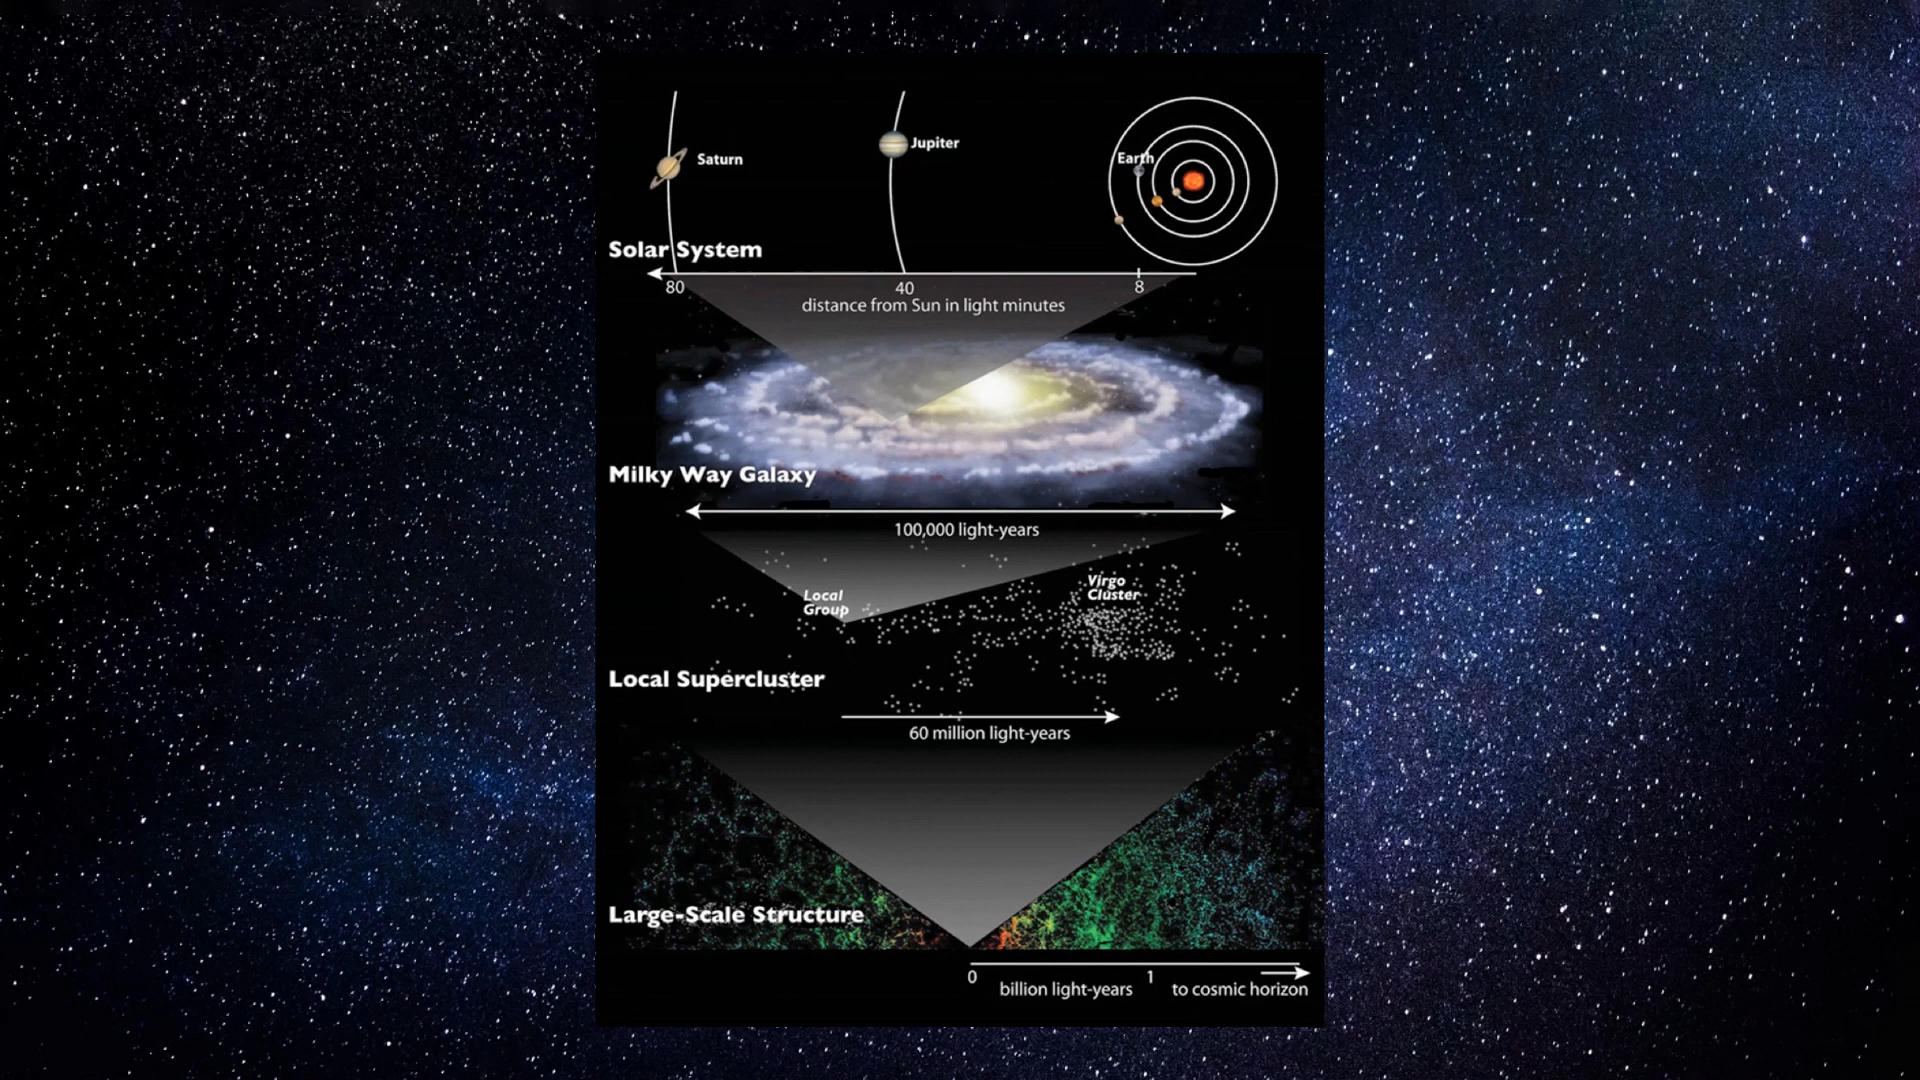 Saturn
Jupiter
Earth
Solar System
80 40 8
distance from Sun in light minutes
Milky Way Galaxy
100,000 light-years
Local
Group
Virgo
Cluster
Local Supercluster
60 million light-years
Large-Scale Structure
0 1
billion light-years to cosmic horizon